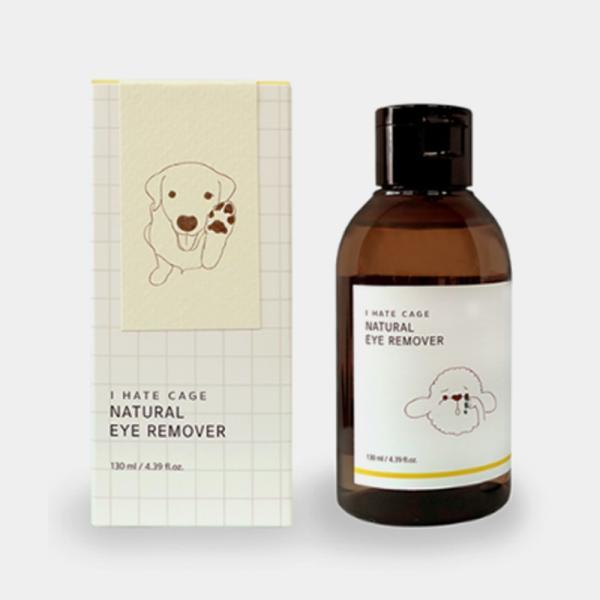 I HATE CAGE
NATURAL
EYE REMOVER
130 ml / 4.39 fl.oz.
I HATE CAGE
NATURAL
EYE REMOVER
130 ml / 4.39 fl.oz.